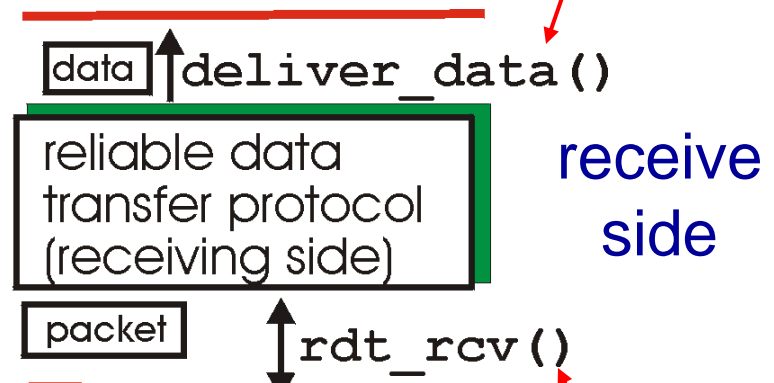 data deliver_data()
reliable data
transfer protocol
(receiving side)
receive
side
packet rdt_rcv()